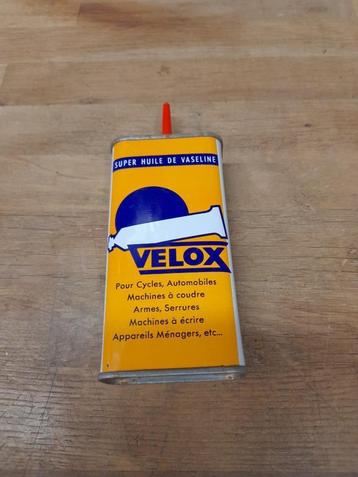 SUPER HUILE DE VASELINE
VELOX
Pour Cycles, Automobiles
Machines à coudre
Armes, Serrures
Machines à écrire
Appareils Ménagers, etc...